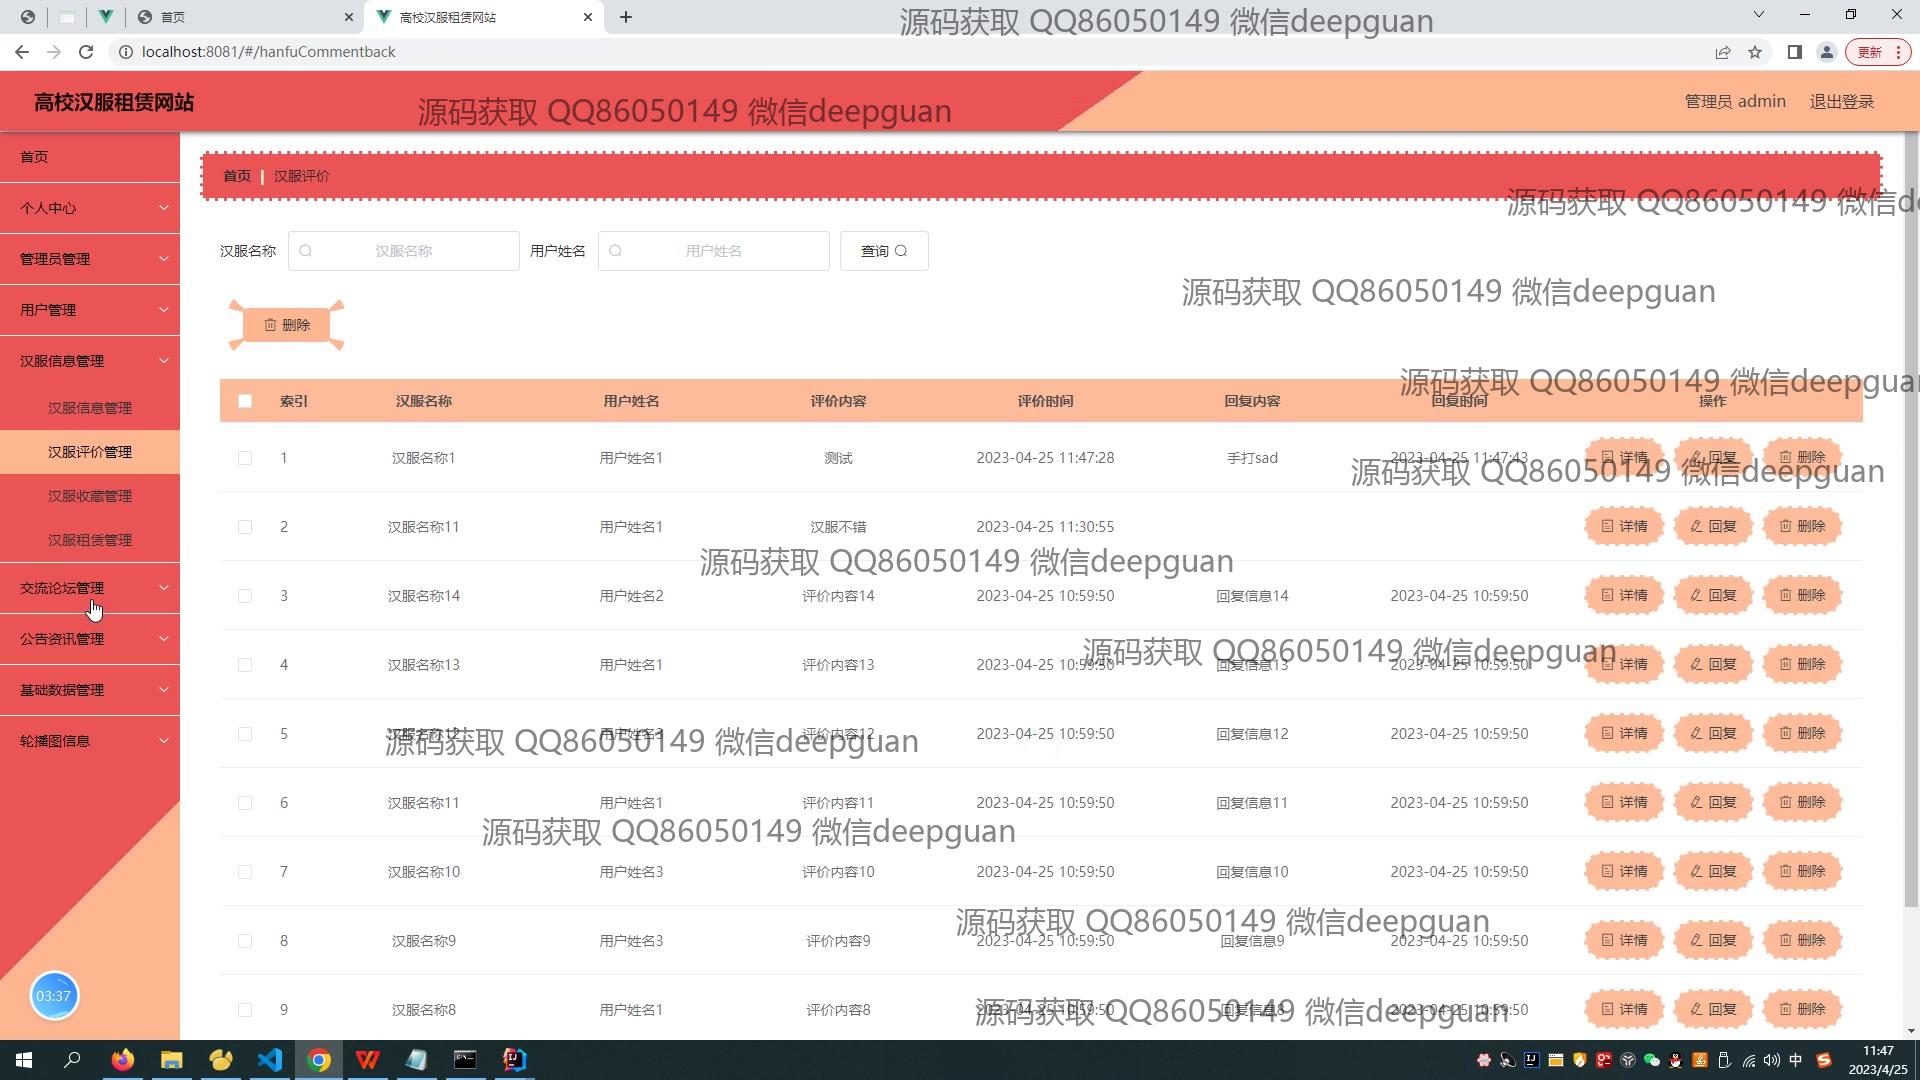 首页
高校汉服租赁网站
源码获取 QQ86050149 微信deepguan
localhost:8081/#/hanfuCommentback
更新
高校汉服租赁网站
源码获取 QQ86050149 微信deepguan
管理员 admin 退出登录
首页
个人中心
管理员管理
用户管理
汉服信息管理
汉服信息管理
汉服评价管理
汉服收藏管理
汉服租赁管理
交流论坛管理
公告资讯管理
基础数据管理
轮播图信息
03:37
首页 | 汉服评价
源码获取 QQ86050149 微信d
汉服名称 汉服名称 用户姓名 用户姓名 查询
源码获取 QQ86050149 微信deepguan
删除
源码获取 QQ86050149 微信deepguan
索引 汉服名称 用户姓名 评价内容 评价时间 回复内容 回复时间 操作
1 汉服名称1 用户姓名1 测试 2023-04-25 11:47:28 手打sad 2023-04-25 11:47:43 详情 回复 删除
源码获取 QQ86050149 微信deepguan
2 汉服名称11 用户姓名1 汉服不错 2023-04-25 11:30:55 详情 回复 删除
源码获取 QQ86050149 微信deepguan
3 汉服名称14 用户姓名2 评价内容14 2023-04-25 10:59:50 回复信息14 2023-04-25 10:59:50 详情 回复 删除
源码获取 QQ86050149 微信deepguan
4 汉服名称13 用户姓名1 评价内容13 2023-04-25 10:59:50 回复信息13 2023-04-25 10:59:50 详情 回复 删除
5 汉服名称12 用户姓名3 评价内容12 2023-04-25 10:59:50 回复信息12 2023-04-25 10:59:50 详情 回复 删除
源码获取 QQ86050149 微信deepguan
6 汉服名称11 用户姓名1 评价内容11 2023-04-25 10:59:50 回复信息11 2023-04-25 10:59:50 详情 回复 删除
源码获取 QQ86050149 微信deepguan
7 汉服名称10 用户姓名3 评价内容10 2023-04-25 10:59:50 回复信息10 2023-04-25 10:59:50 详情 回复 删除
源码获取 QQ86050149 微信deepguan
8 汉服名称9 用户姓名3 评价内容9 2023-04-25 10:59:50 回复信息9 2023-04-25 10:59:50 详情 回复 删除
9 汉服名称8 用户姓名1 评价内容8 2023-04-25 10:59:50 回复信息8 2023-04-25 10:59:50 详情 回复 删除
源码获取 QQ86050149 微信deepguan
中
11:47
2023/4/25